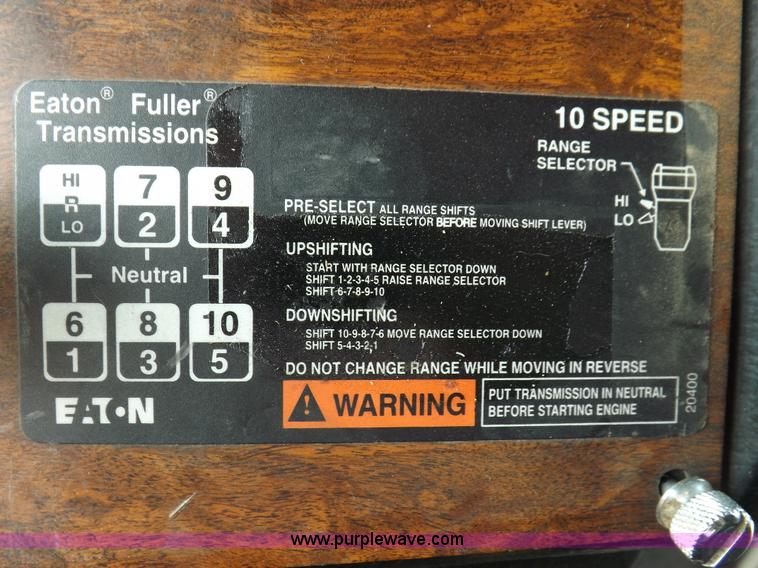 Eaton® Fuller®
Transmissions
HI
R
LO
7
2
9
4
Neutral
6
1
8
3
10
5
EATON
10 SPEED
RANGE
SELECTOR
HI
LO
PRE-SELECT ALL RANGE SHIFTS
(MOVE RANGE SELECTOR BEFORE MOVING SHIFT LEVER)
UPSHIFTING
START WITH RANGE SELECTOR DOWN
SHIFT 1-2-3-4-5 RAISE RANGE SELECTOR
SHIFT 6-7-8-9-10
DOWNSHIFTING
SHIFT 10-9-8-7-6 MOVE RANGE SELECTOR DOWN
SHIFT 5-4-3-2-1
DO NOT CHANGE RANGE WHILE MOVING IN REVERSE
WARNING
PUT TRANSMISSION IN NEUTRAL
BEFORE STARTING ENGINE
20400
www.purplewave.com